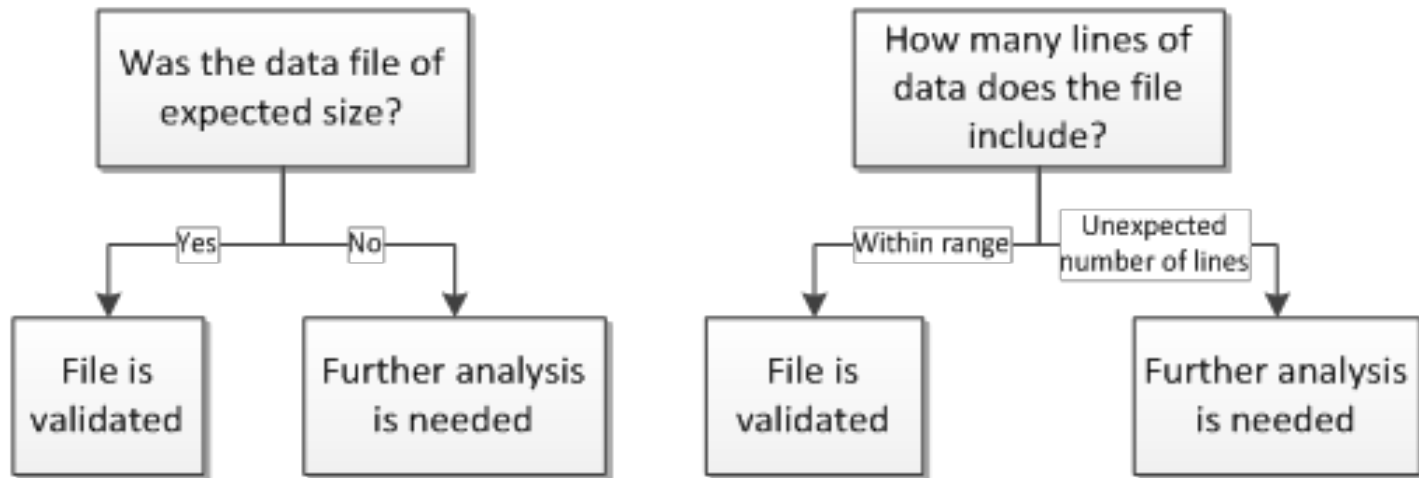 Was the data file of
expected size?
Yes
No
File is
validated
Further analysis
is needed
How many lines of
data does the file
include?
Within range
Unexpected
number of lines
File is
validated
Further analysis
is needed